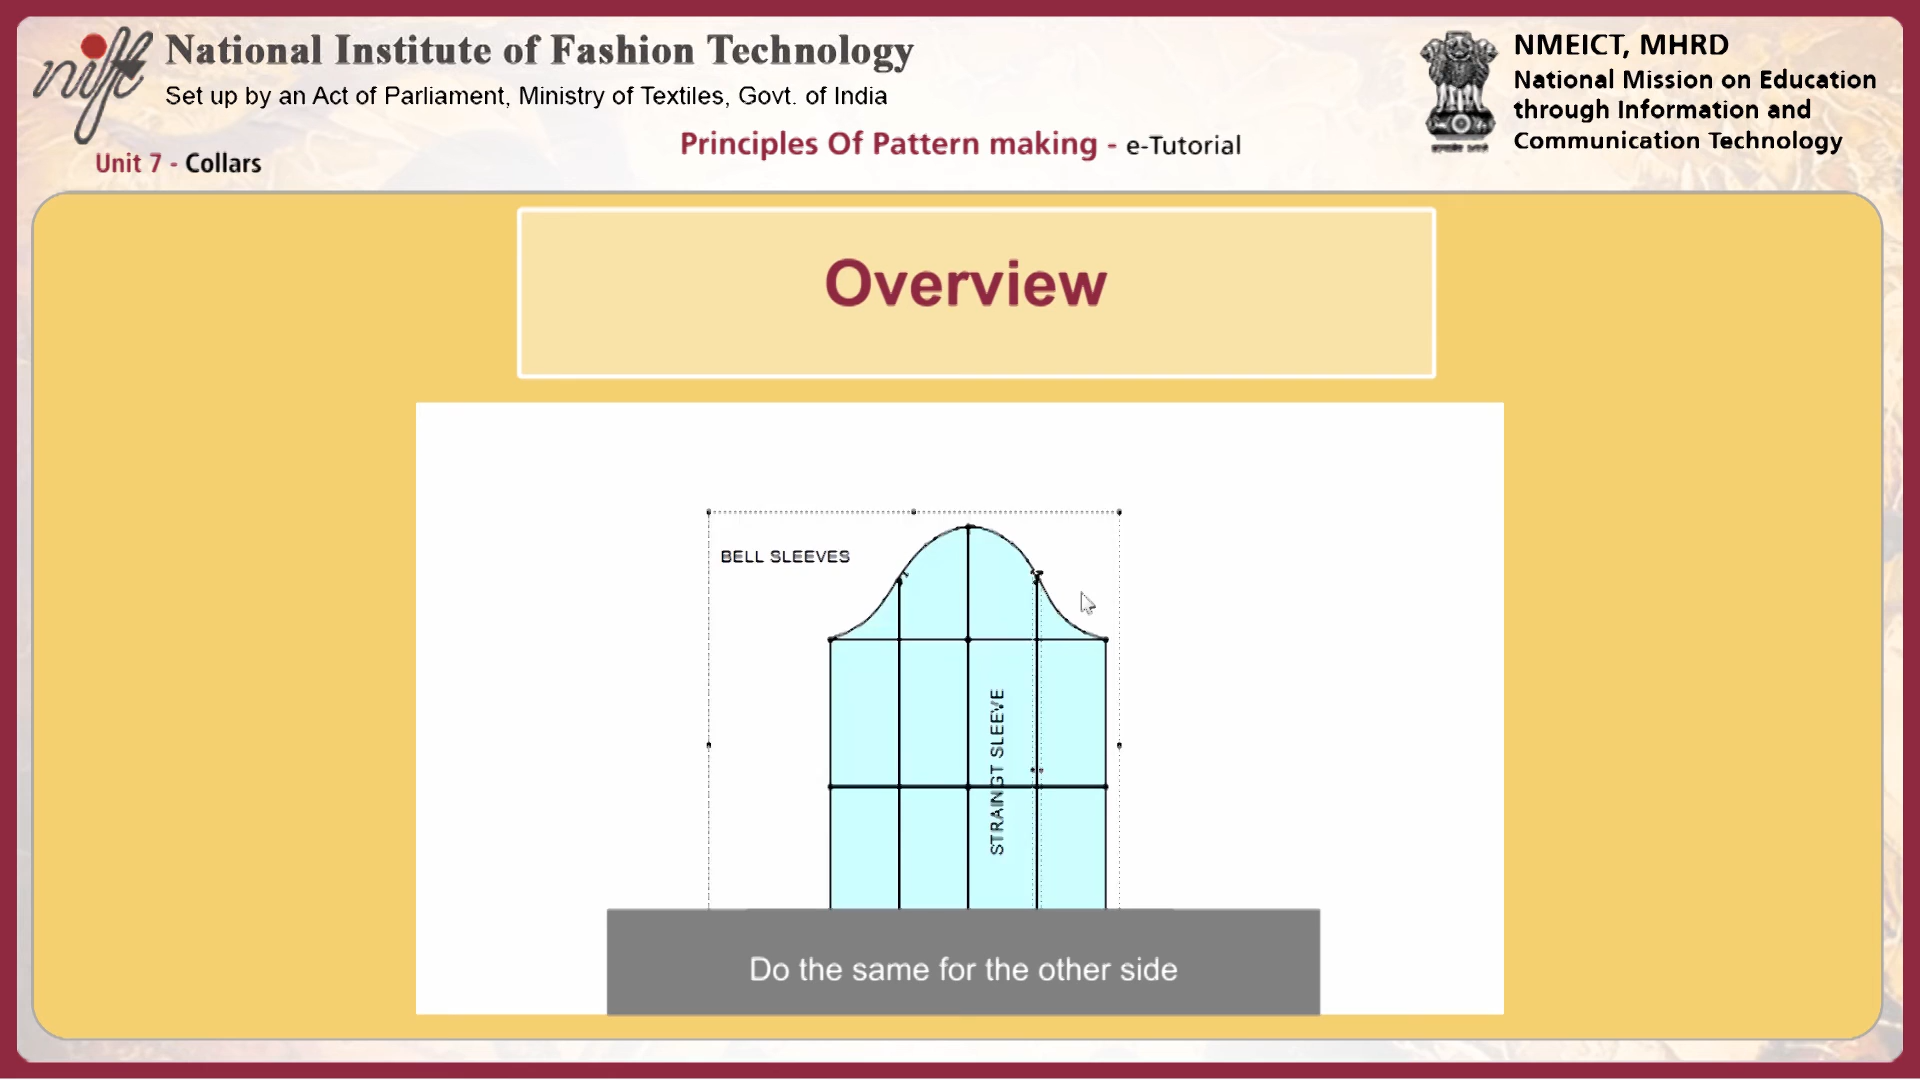 nift
National Institute of Fashion Technology
Set up by an Act of Parliament, Ministry of Textiles, Govt. of India
NMEICT, MHRD
National Mission on Education
through Information and
Communication Technology
Principles Of Pattern making - e-Tutorial
Unit 7 - Collars
Overview
BELL SLEEVES
STRAINGT SLEEVE
Do the same for the other side